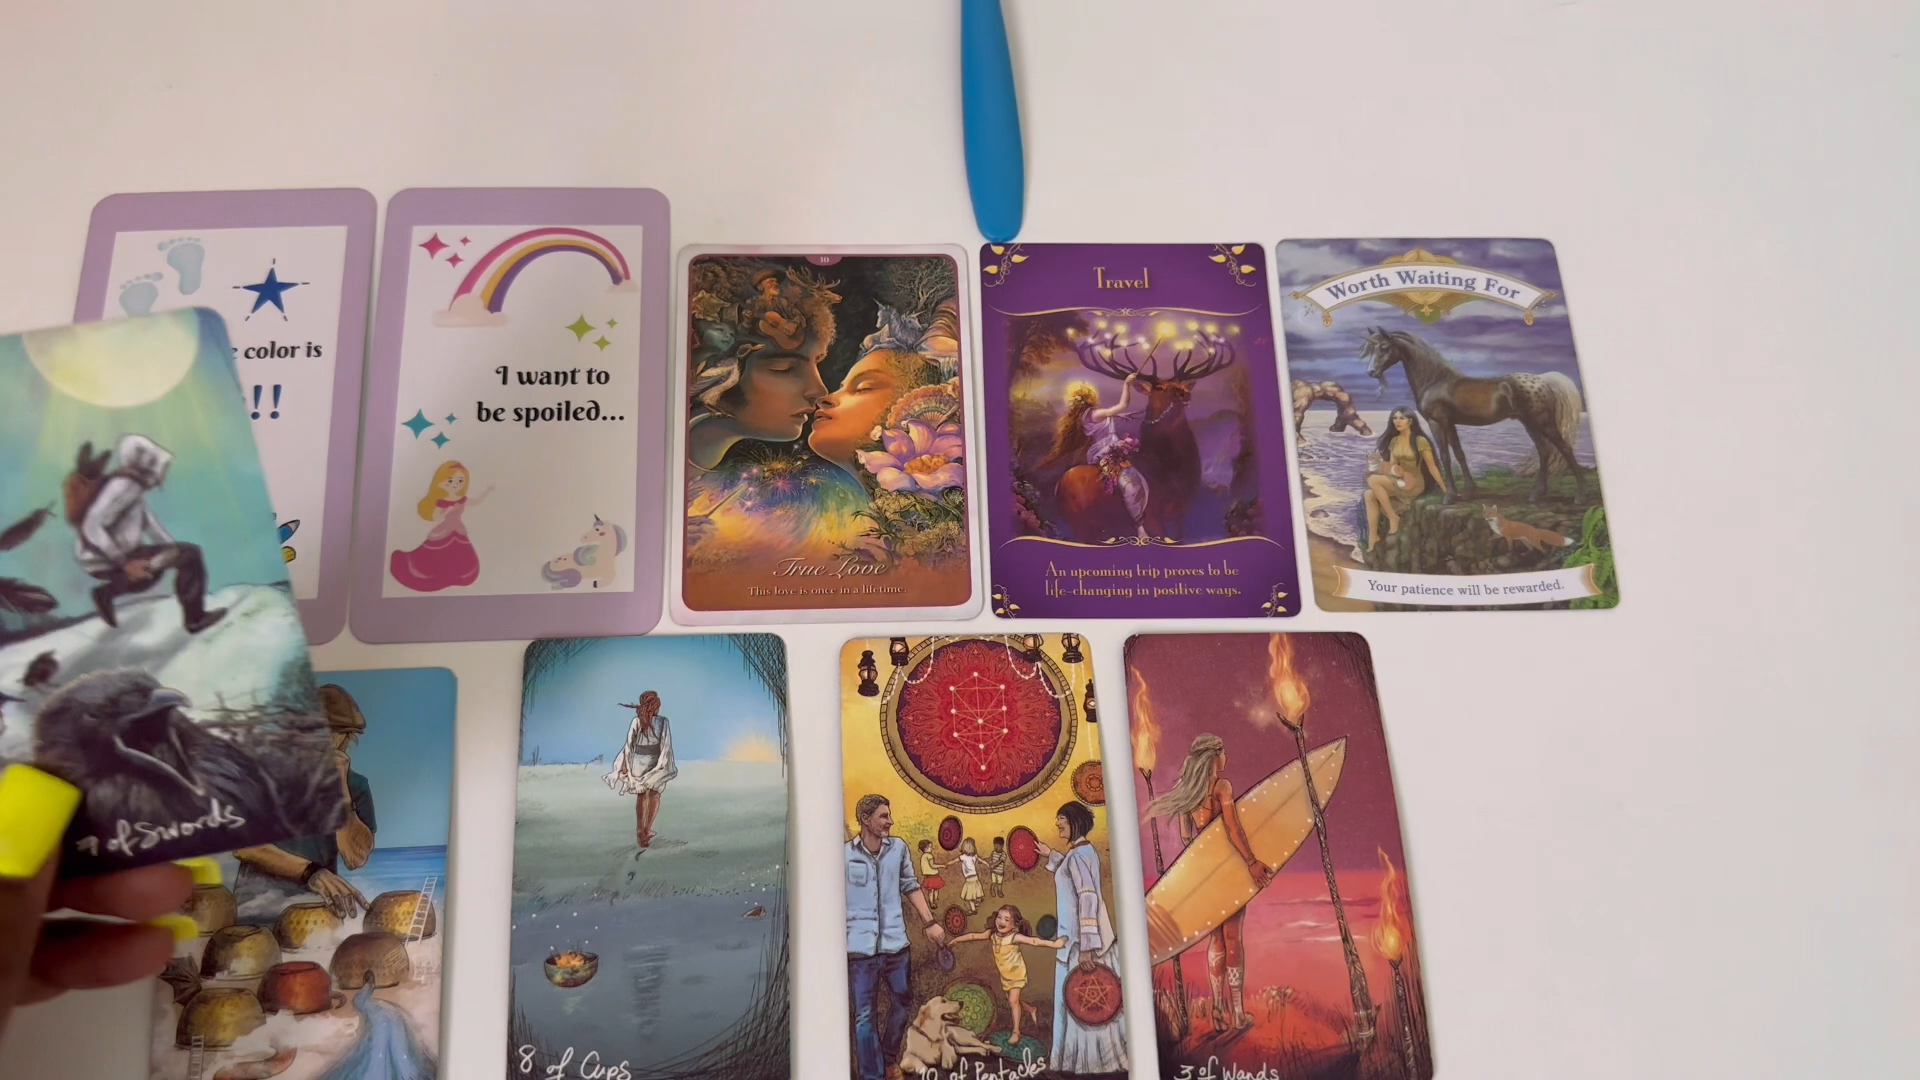 color is
!!
I want to
be spoiled...
10
True Love
This love is once in a lifetime.
Travel
An upcoming trip proves to be
life-changing in positive ways.
Worth Waiting For
Your patience will be rewarded.
of Swords
8 of Cups
10 of Pentacles
3 of Wands